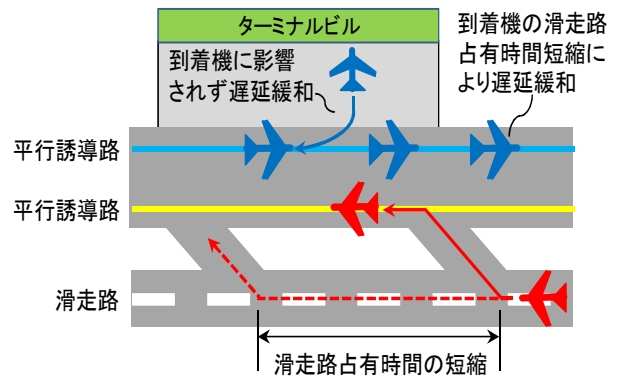 ターミナルビル
到着機に影響
されず遅延緩和
到着機の滑走路
占有時間短縮に
より遅延緩和
平行誘導路
平行誘導路
滑走路
滑走路占有時間の短縮